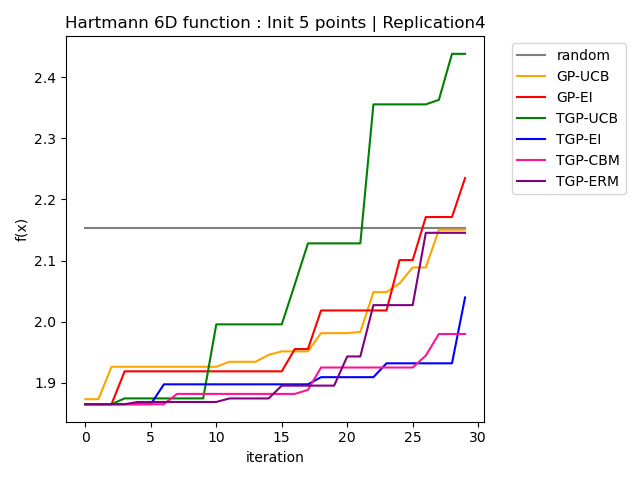 Hartmann 6D function : Init 5 points | Replication4
f(x)
2.4
2.3
2.2
2.1
2.0
1.9
0 5 10 15 20 25 30
iteration
random
GP-UCB
GP-EI
TGP-UCB
TGP-EI
TGP-CBM
TGP-ERM